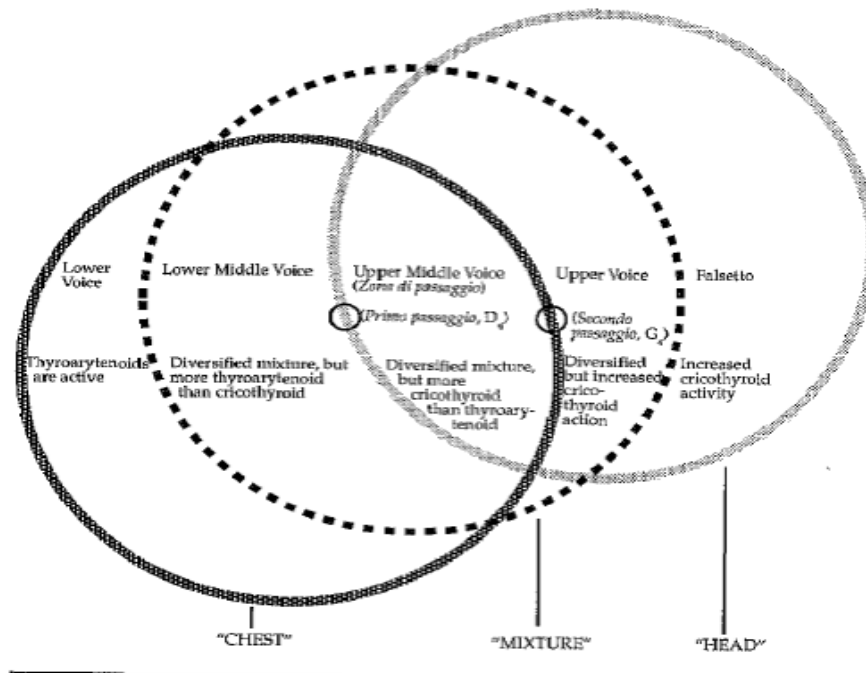 Lower
Voice
Lower Middle Voice
Upper Middle Voice
(Zona di passaggio)
Upper Voice
Falsetto
(Primo passaggio, D4)
(Secondo
passaggio, G4)
Thyroarytenoids
are active
Diversified mixture, but
more thyroarytenoid
than cricothyroid
Diversified mixture,
but more
cricothyroid
than thyroary-
tenoid
Diversified
but increased
crico-
thyroid
action
Increased
cricothyroid
activity
"CHEST"
"MIXTURE"
"HEAD"